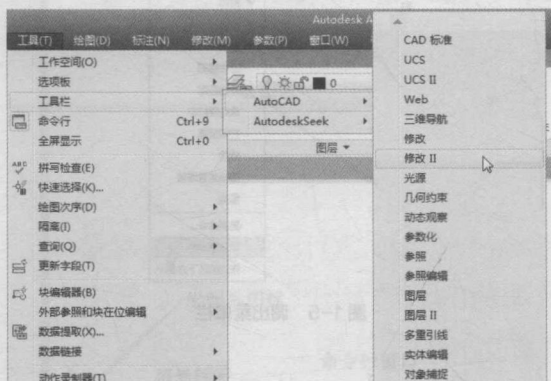 Autodesk A
工具(T) 绘图(D) 标注(N) 修改(M) 参数(P) 窗口(W)
工作空间(O)
选项板
工具栏
命令行 Ctrl+9
全屏显示 Ctrl+0
拼写检查(E)
快速选择(K)...
绘图次序(D)
隔离(I)
查询(Q)
更新字段(T)
块编辑器(B)
外部参照和块在位编辑
数据提取(X)...
数据链接
动作录制器(T)
0
AutoCAD
AutodeskSeek
图层
CAD 标准
UCS
UCS II
Web
三维导航
修改
修改 II
光源
几何约束
动态观察
参数化
参照
参照编辑
图层
图层 II
多重引线
实体编辑
对象捕捉